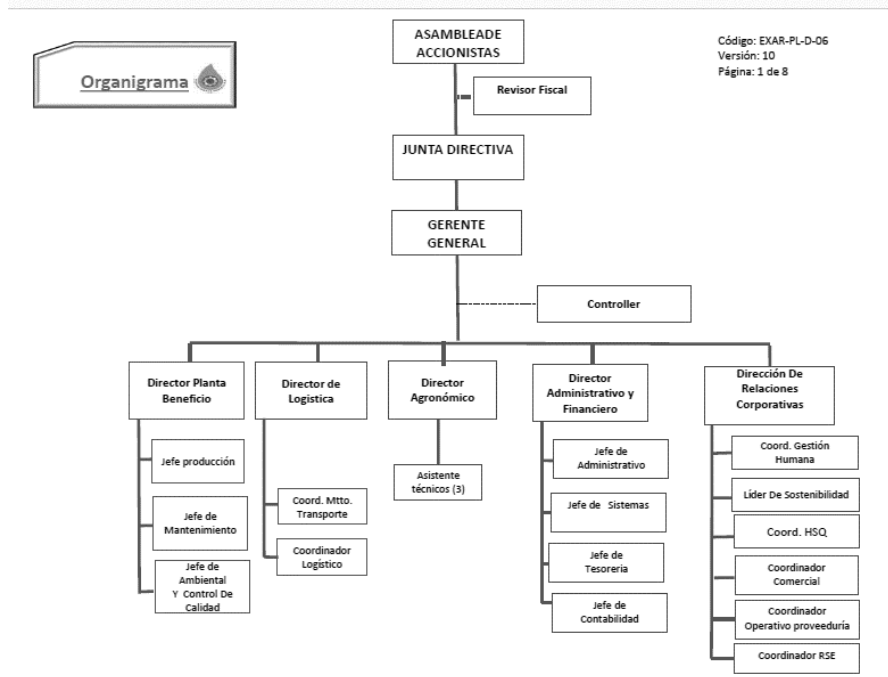 ASAMBLEADE
ACCIONISTAS
Código: EXAR-PL-D-06
Versión: 10
Página: 1 de 8
Organigrama
Revisor Fiscal
JUNTA DIRECTIVA
GERENTE
GENERAL
Controller
Director Planta
Beneficio
Director de
Logistica
Director
Agronómico
Director
Administrativo y
Financiero
Dirección De
Relaciones
Corporativas
Jefe producción
Jefe de
Mantenimiento
Jefe de
Ambiental
Y Control De
Calidad
Coord. Mtto.
Transporte
Coordinador
Logístico
Asistente
técnicos (3)
Jefe de
Administrativo
Jefe de Sistemas
Jefe de
Tesoreria
Jefe de
Contabilidad
Coord. Gestión
Humana
Líder De Sostenibilidad
Coord. HSQ
Coordinador
Comercial
Coordinador
Operativo proveeduría
Coordinador RSE